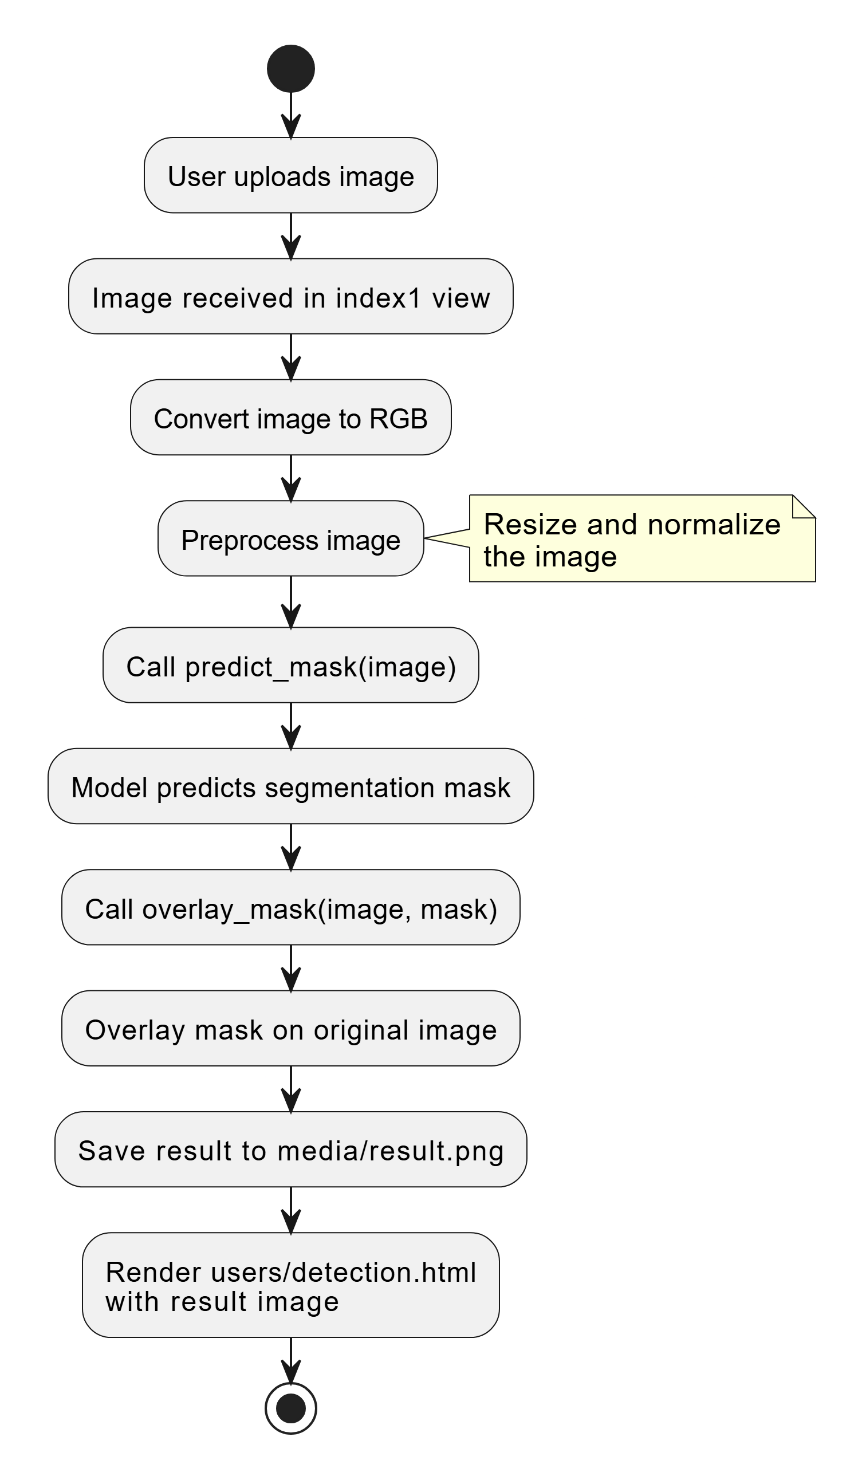 User uploads image
Image received in index1 view
Convert image to RGB
Preprocess image
Resize and normalize
the image
Call predict_mask(image)
Model predicts segmentation mask
Call overlay_mask(image, mask)
Overlay mask on original image
Save result to media/result.png
Render users/detection.html
with result image